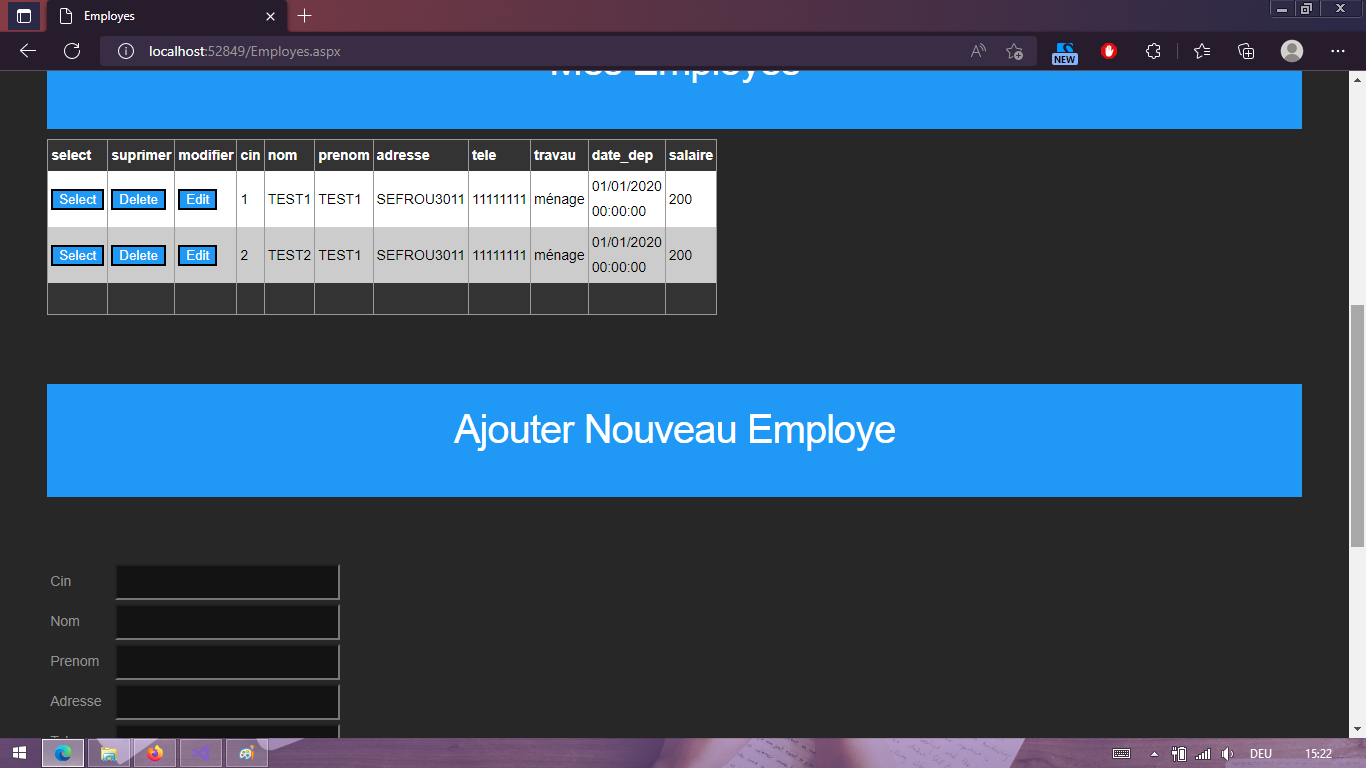 Employes
localhost:52849/Employes.aspx
NEW
Mes Employes
select suprimer modifier cin nom prenom adresse tele travau date_dep salaire
Select Delete Edit 1 TEST1 TEST1 SEFROU3011 11111111 ménage 01/01/2020 00:00:00 200
Select Delete Edit 2 TEST2 TEST1 SEFROU3011 11111111 ménage 01/01/2020 00:00:00 200
Ajouter Nouveau Employe
Cin
Nom
Prenom
Adresse
DEU 15:22